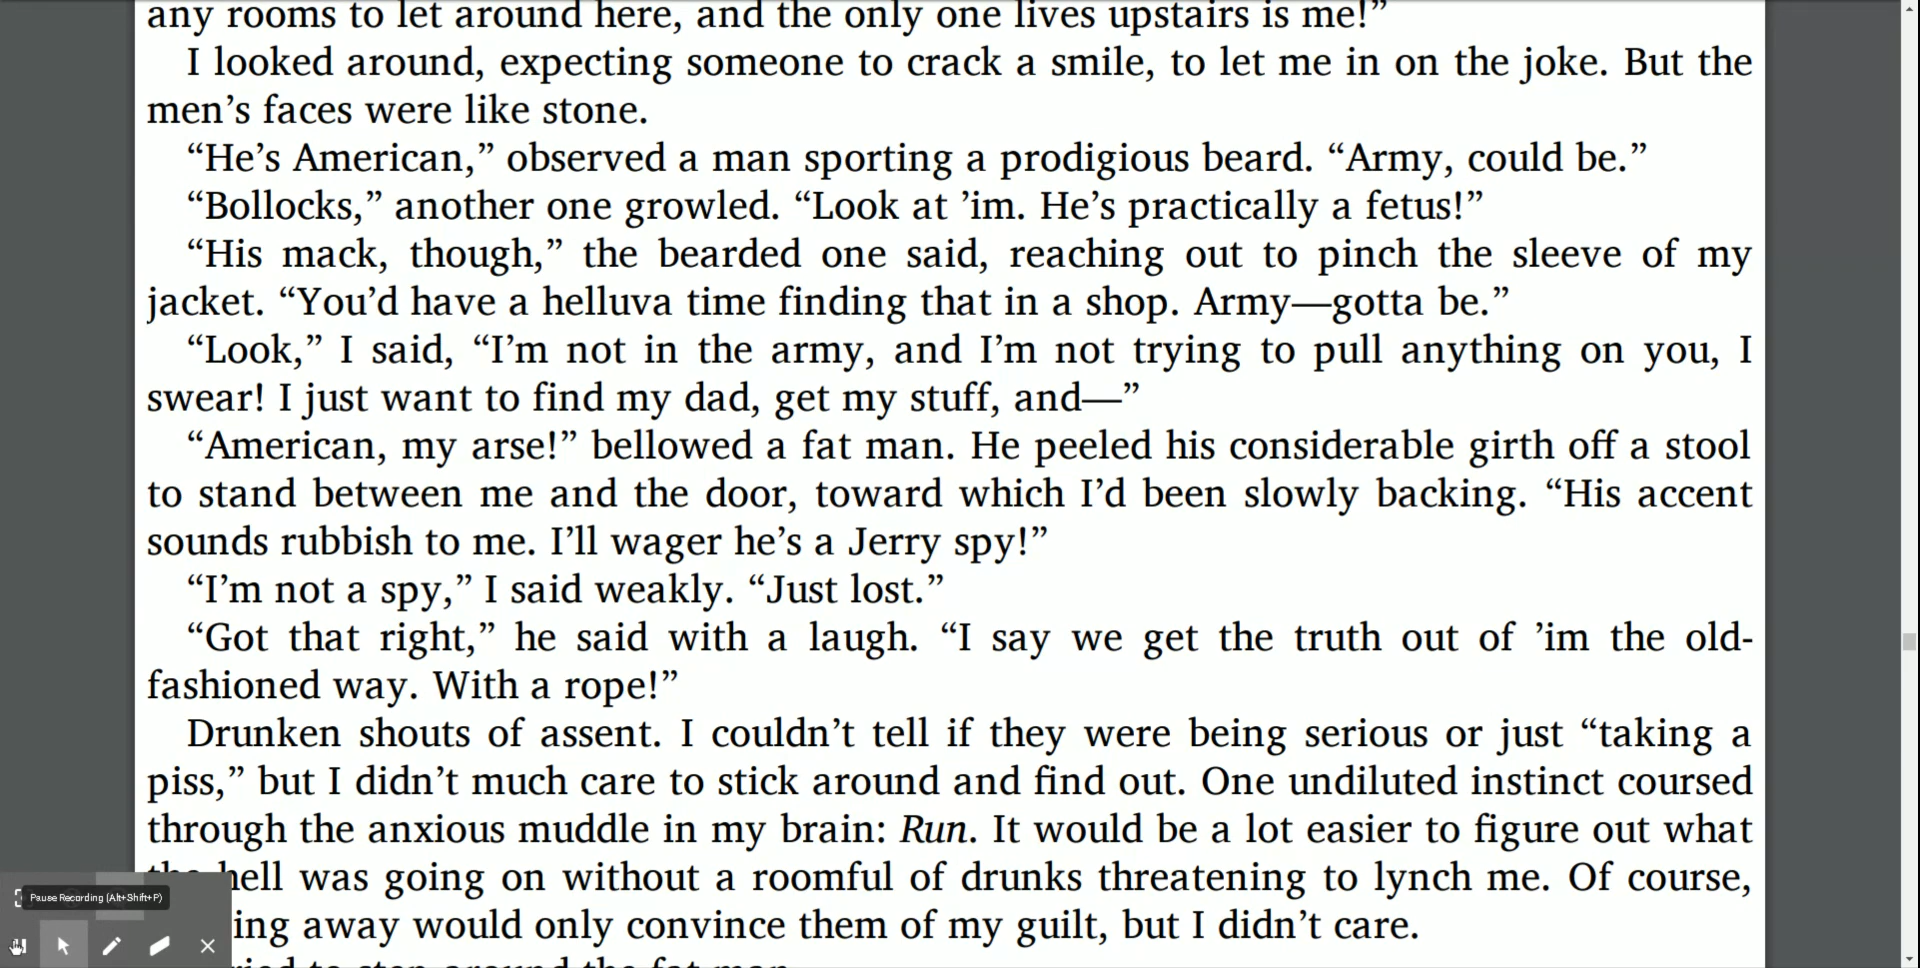 any rooms to let around here, and the only one lives upstairs is me!”
I looked around, expecting someone to crack a smile, to let me in on the joke. But the
men’s faces were like stone.
“He’s American,” observed a man sporting a prodigious beard. “Army, could be.”
“Bollocks,” another one growled. “Look at ’im. He’s practically a fetus!”
“His mack, though,” the bearded one said, reaching out to pinch the sleeve of my
jacket. “You’d have a helluva time finding that in a shop. Army—gotta be.”
“Look,” I said, “I’m not in the army, and I’m not trying to pull anything on you, I
swear! I just want to find my dad, get my stuff, and—”
“American, my arse!” bellowed a fat man. He peeled his considerable girth off a stool
to stand between me and the door, toward which I’d been slowly backing. “His accent
sounds rubbish to me. I’ll wager he’s a Jerry spy!”
“I’m not a spy,” I said weakly. “Just lost.”
“Got that right,” he said with a laugh. “I say we get the truth out of ’im the old-
fashioned way. With a rope!”
Drunken shouts of assent. I couldn’t tell if they were being serious or just “taking a
piss,” but I didn’t much care to stick around and find out. One undiluted instinct coursed
through the anxious muddle in my brain: Run. It would be a lot easier to figure out what
hell was going on without a roomful of drunks threatening to lynch me. Of course,
away would only convince them of my guilt, but I didn’t care.
to step around the fat man
Pause Recording (Alt+Shift+P)